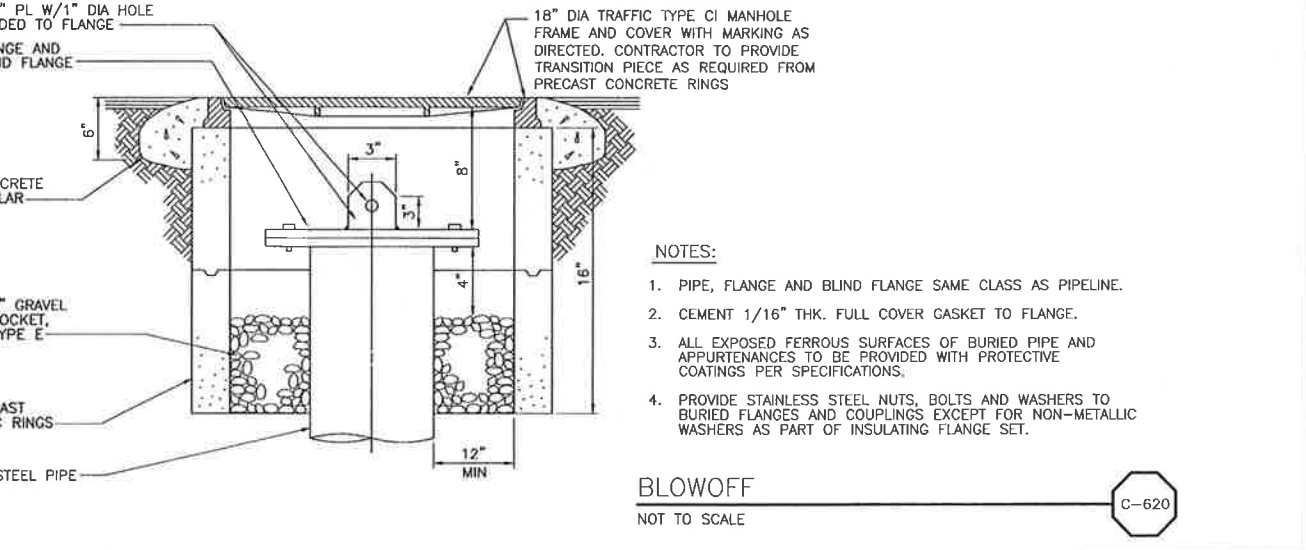 " PL W/1" DIA HOLE
DED TO FLANGE
NGE AND
ND FLANGE
18" DIA TRAFFIC TYPE CI MANHOLE
FRAME AND COVER WITH MARKING AS
DIRECTED. CONTRACTOR TO PROVIDE
TRANSITION PIECE AS REQUIRED FROM
PRECAST CONCRETE RINGS
6"
3"
8"
3"
CRETE
LAR
4"
16"
" GRAVEL
OCKET,
YPE E
AST
RINGS
STEEL PIPE
12"
MIN
NOTES:
1. PIPE, FLANGE AND BLIND FLANGE SAME CLASS AS PIPELINE.
2. CEMENT 1/16" THK. FULL COVER GASKET TO FLANGE.
3. ALL EXPOSED FERROUS SURFACES OF BURIED PIPE AND
APPURTENANCES TO BE PROVIDED WITH PROTECTIVE
COATINGS PER SPECIFICATIONS.
4. PROVIDE STAINLESS STEEL NUTS, BOLTS AND WASHERS TO
BURIED FLANGES AND COUPLINGS EXCEPT FOR NON-METALLIC
WASHERS AS PART OF INSULATING FLANGE SET.
BLOWOFF
NOT TO SCALE
C-620